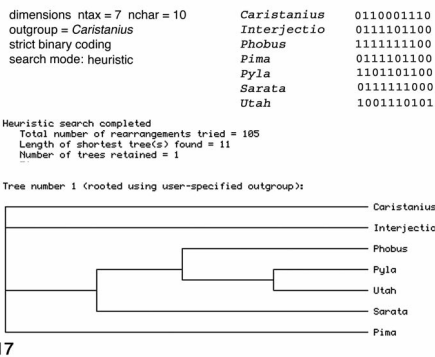 dimensions ntax = 7 nchar = 10
outgroup = Caristanius
strict binary coding
search mode: heuristic
Caristanius 0110001110
Interjectio 0111101100
Phobus 1111111100
Pima 0111101100
Pyla 1101101100
Sarata 0111111000
Utah 1001110101
Heuristic search completed
Total number of rearrangements tried = 105
Length of shortest tree(s) found = 11
Number of trees retained = 1
Tree number 1 (rooted using user-specified outgroup):
Caristanius
Interjectio
Phobus
Pyla
Utah
Sarata
Pima
17